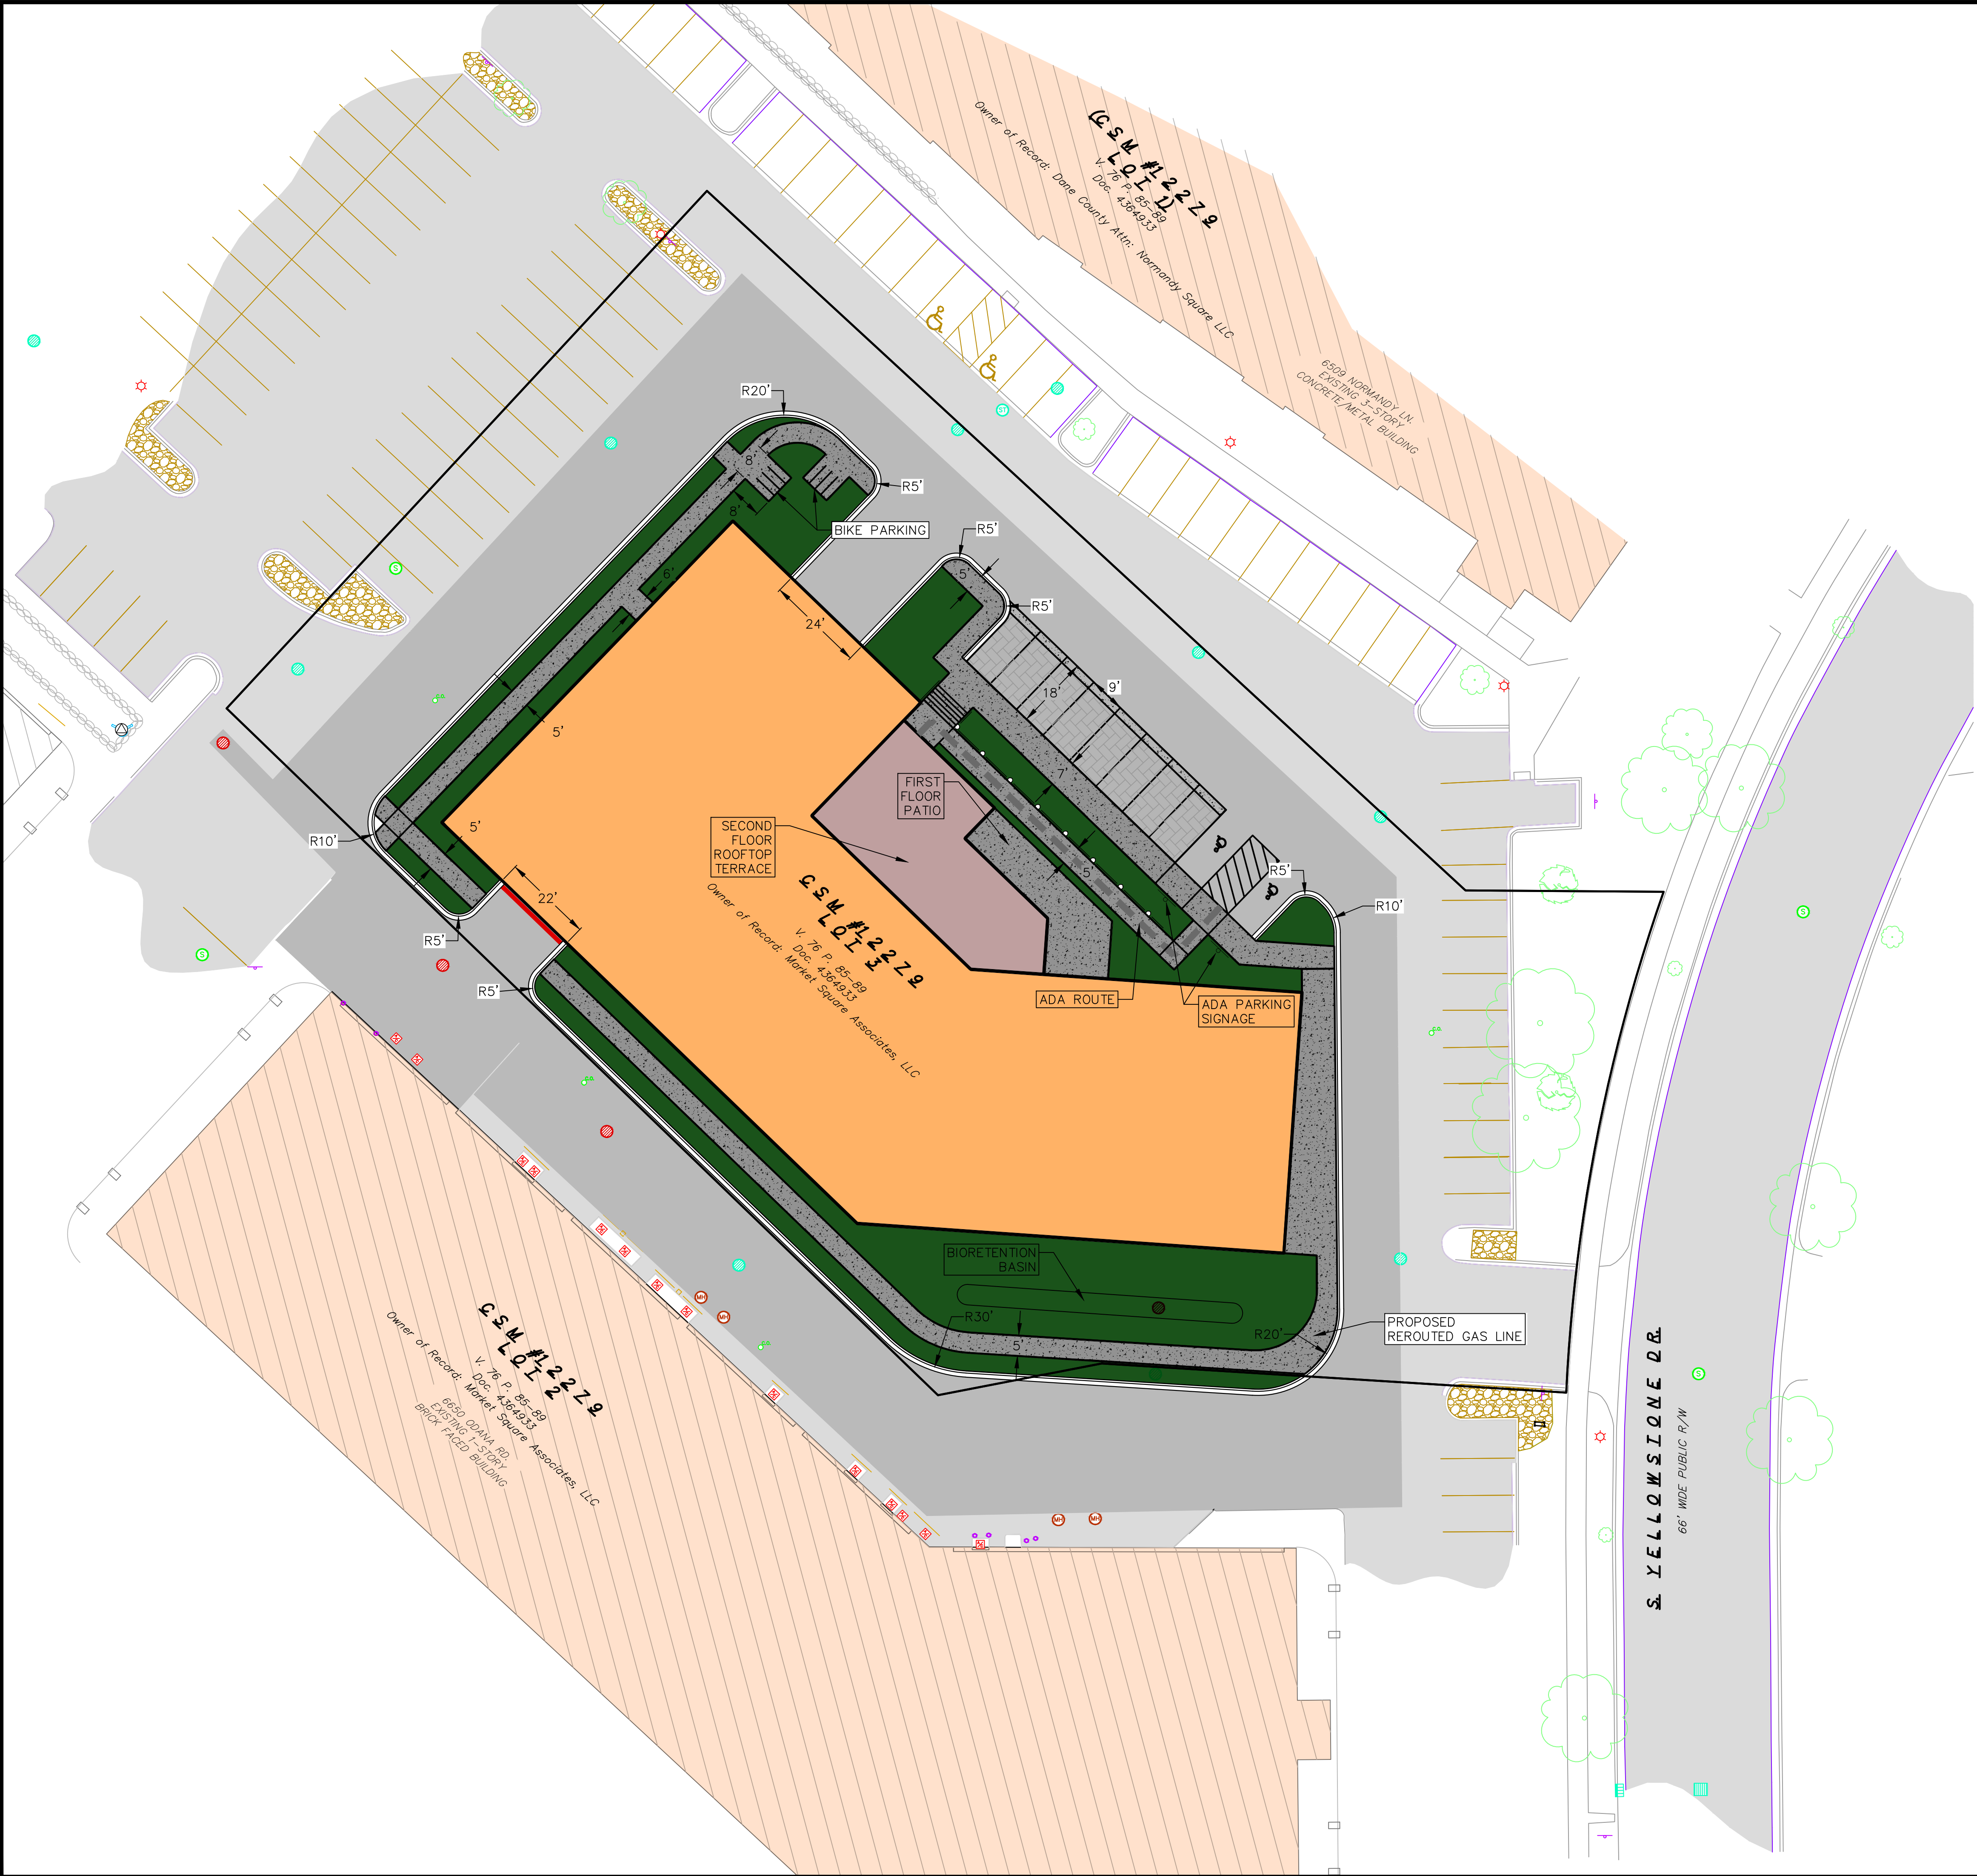 (C S M #12279
LOT 1)
V. 76 P. 85-89
Doc. 4364933
Owner of Record: Dane County Attn: Normandy Square LLC
6509 NORMANDY LN.
EXISTING 3-STORY
CONCRETE/METAL BUILDING
R20'
8'
8'
R5'
BIKE PARKING
R5'
5'
R5'
6'
24'
18'
9'
5'
7'
FIRST
FLOOR
PATIO
SECOND
FLOOR
ROOFTOP
TERRACE
R10'
5'
5'
R5'
R10'
22'
C S M #12279
LOT 3
V. 76 P. 85-89
Doc. 4364933
Owner of Record: Market Square Associates, LLC
R5'
R5'
ADA ROUTE
ADA PARKING
SIGNAGE
BIORETENTION
BASIN
R30'
5'
R20'
PROPOSED
REROUTED GAS LINE
C S M #12279
LOT 2
V. 76 P. 85-89
Doc. 4364933
Owner of Record: Market Square Associates, LLC
6650 ODANA RD.
EXISTING 1-STORY
BRICK FACED BUILDING
S. YELLOWSTONE DR.
66' WIDE PUBLIC R/W
ST
S
S
S
S
MH
MH
MH
MH